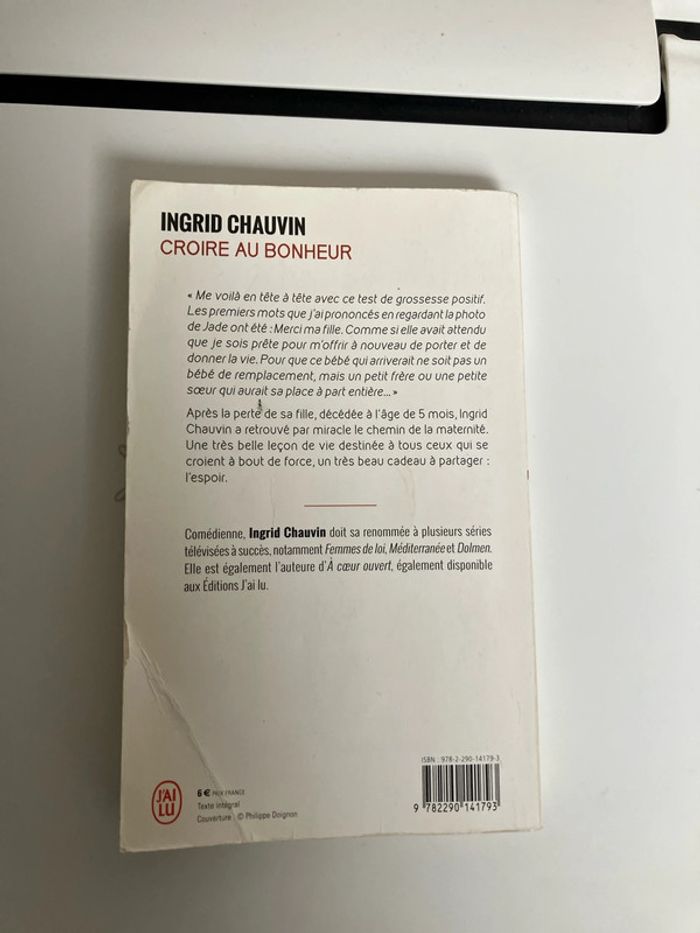 INGRID CHAUVIN
CROIRE AU BONHEUR
« Me voilà en tête à tête avec ce test de grossesse positif.
Les premiers mots que j'ai prononcés en regardant la photo
de Jade ont été : Merci ma fille. Comme si elle avait attendu
que je sois prête pour m'offrir à nouveau de porter et de
donner la vie. Pour que ce bébé qui arriverait ne soit pas un
bébé de remplacement, mais un petit frère ou une petite
sœur qui aurait sa place à part entière... »
Après la perte de sa fille, décédée à l'âge de 5 mois, Ingrid
Chauvin a retrouvé par miracle le chemin de la maternité.
Une très belle leçon de vie destinée à tous ceux qui se
croient à bout de force, un très beau cadeau à partager :
l'espoir.
Comédienne, Ingrid Chauvin doit sa renommée à plusieurs séries
télévisées à succès, notamment Femmes de loi, Méditerranée et Dolmen.
Elle est également l'auteure d'À cœur ouvert, également disponible
aux Éditions J'ai lu.
ISBN : 978-2-290-14179-3
9 782290 141793
J'AI
LU
6 € PRIX FRANCE
Texte intégral
Couverture : © Philippe Doignon